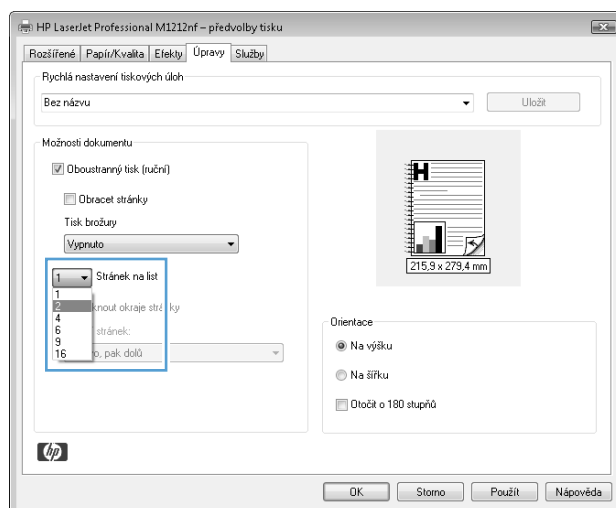 HP LaserJet Professional M1212nf – předvolby tisku
Rozšířené Papír/Kvalita Efekty Úpravy Služby
Rychlá nastavení tiskových úloh
Bez názvu Uložit
Možnosti dokumentu
Oboustranný tisk (ruční)
Obracet stránky
Tisk brožury
Vypnuto
1 Stránek na list
1
2 knout okraje strá ky
4
6 stránek:
9
16 o, pak dolů
H
215,9 x 279,4 mm
Orientace
Na výšku
Na šířku
Otočit o 180 stupňů
hp
OK Storno Použít Nápověda